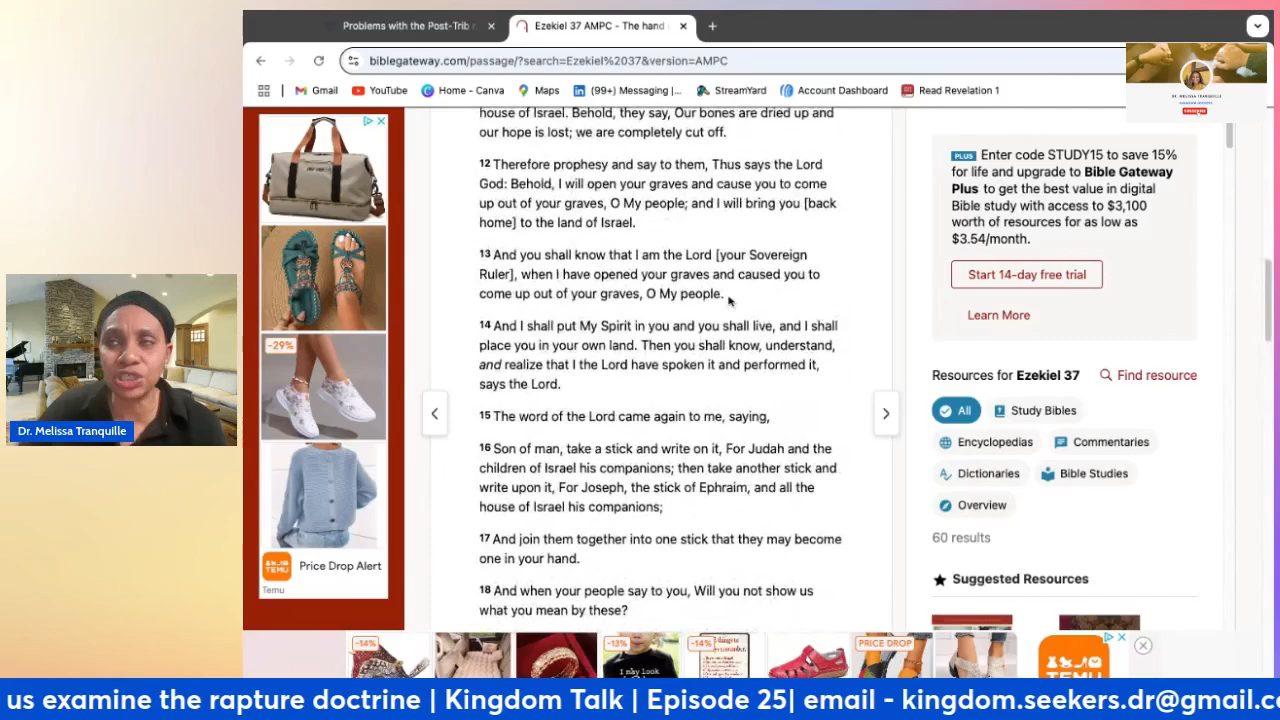 Problems with the Post-Trib
Ezekiel 37 AMPC - The hand
biblegateway.com/passage/?search=Ezekiel%2037&version=AMPC
Gmail
YouTube
Home - Canva
Maps
(99+) Messaging |...
StreamYard
Account Dashboard
Read Revelation 1
DR. MELISSA TRANQUILLE
house of Israel. Behold, they say, Our bones are dried up and
our hope is lost; we are completely cut off.
12 Therefore prophesy and say to them, Thus says the Lord
God: Behold, I will open your graves and cause you to come
up out of your graves, O My people; and I will bring you [back
home] to the land of Israel.
13 And you shall know that I am the Lord [your Sovereign
Ruler], when I have opened your graves and caused you to
come up out of your graves, O My people.
14 And I shall put My Spirit in you and you shall live, and I shall
place you in your own land. Then you shall know, understand,
and realize that I the Lord have spoken it and performed it,
says the Lord.
15 The word of the Lord came again to me, saying,
16 Son of man, take a stick and write on it, For Judah and the
children of Israel his companions; then take another stick and
write upon it, For Joseph, the stick of Ephraim, and all the
house of Israel his companions;
17 And join them together into one stick that they may become
one in your hand.
18 And when your people say to you, Will you not show us
what you mean by these?
PLUS Enter code STUDY15 to save 15%
for life and upgrade to Bible Gateway
Plus to get the best value in digital
Bible study with access to $3,100
worth of resources for as low as
$3.54/month.
Start 14-day free trial
Learn More
Resources for Ezekiel 37
Find resource
All
Study Bibles
Encyclopedias
Commentaries
Dictionaries
Bible Studies
Overview
60 results
Suggested Resources
-29%
TEMU
Price Drop Alert
Temu
Dr. Melissa Tranquille
-14%
-13%
I may look
-14%
PRICE DROP
TEMU
us examine the rapture doctrine | Kingdom Talk | Episode 25| email - kingdom.seekers.dr@gmail.c